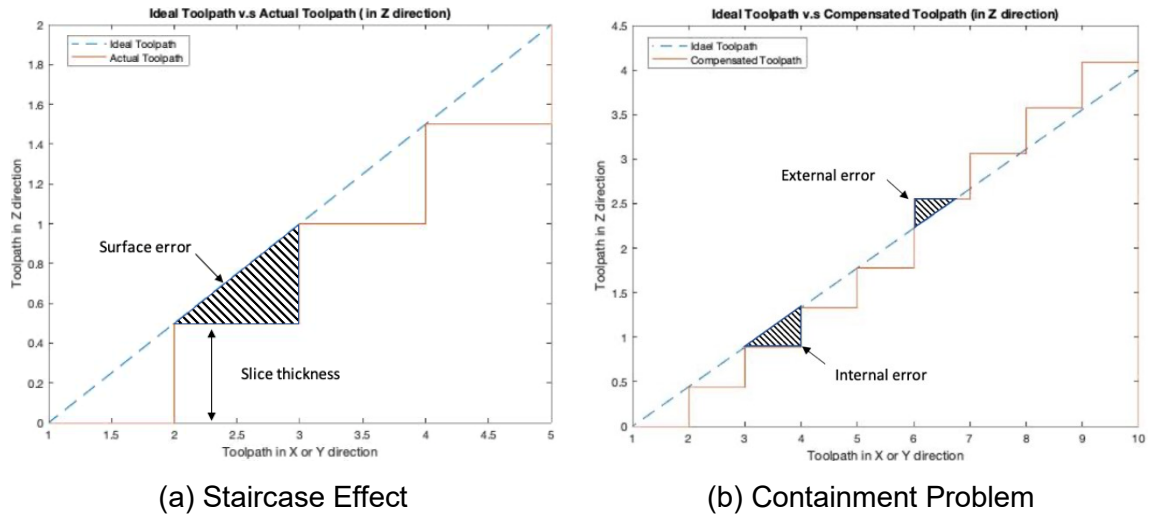 Ideal Toolpath v.s Actual Toolpath ( in Z direction)
Ideal Toolpath
Actual Toolpath
Toolpath in Z direction
2
1.8
1.6
1.4
1.2
1
0.8
0.6
0.4
0.2
0
Surface error
Slice thickness
1
1.5
2
2.5
3
3.5
4
4.5
5
Toolpath in X or Y direction
(a) Staircase Effect
Ideal Toolpath v.s Compensated Toolpath (in Z direction)
Idael Toolpath
Compensated Toolpath
Toolpath in Z direction
4.5
4
3.5
3
2.5
2
1.5
1
0.5
0
External error
Internal error
1
2
3
4
5
6
7
8
9
10
Toolpath in X or Y direction
(b) Containment Problem